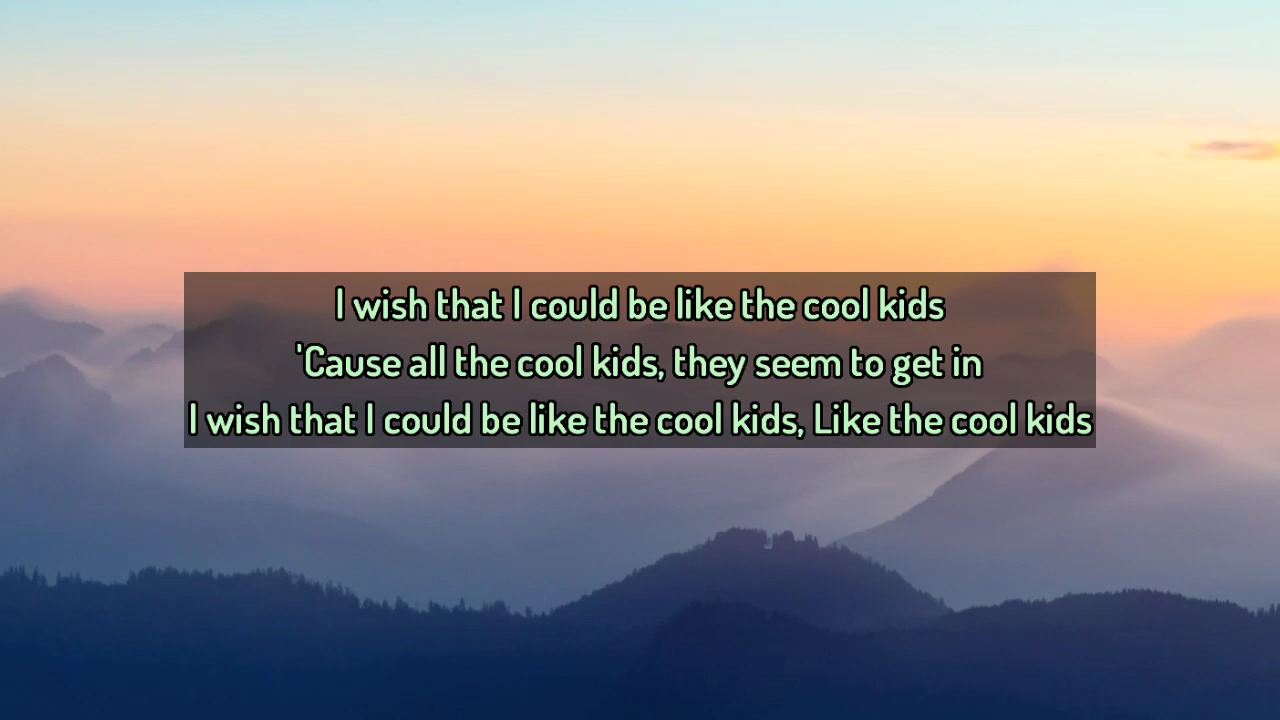 I wish that I could be like the cool kids
'Cause all the cool kids, they seem to get in
I wish that I could be like the cool kids, Like the cool kids